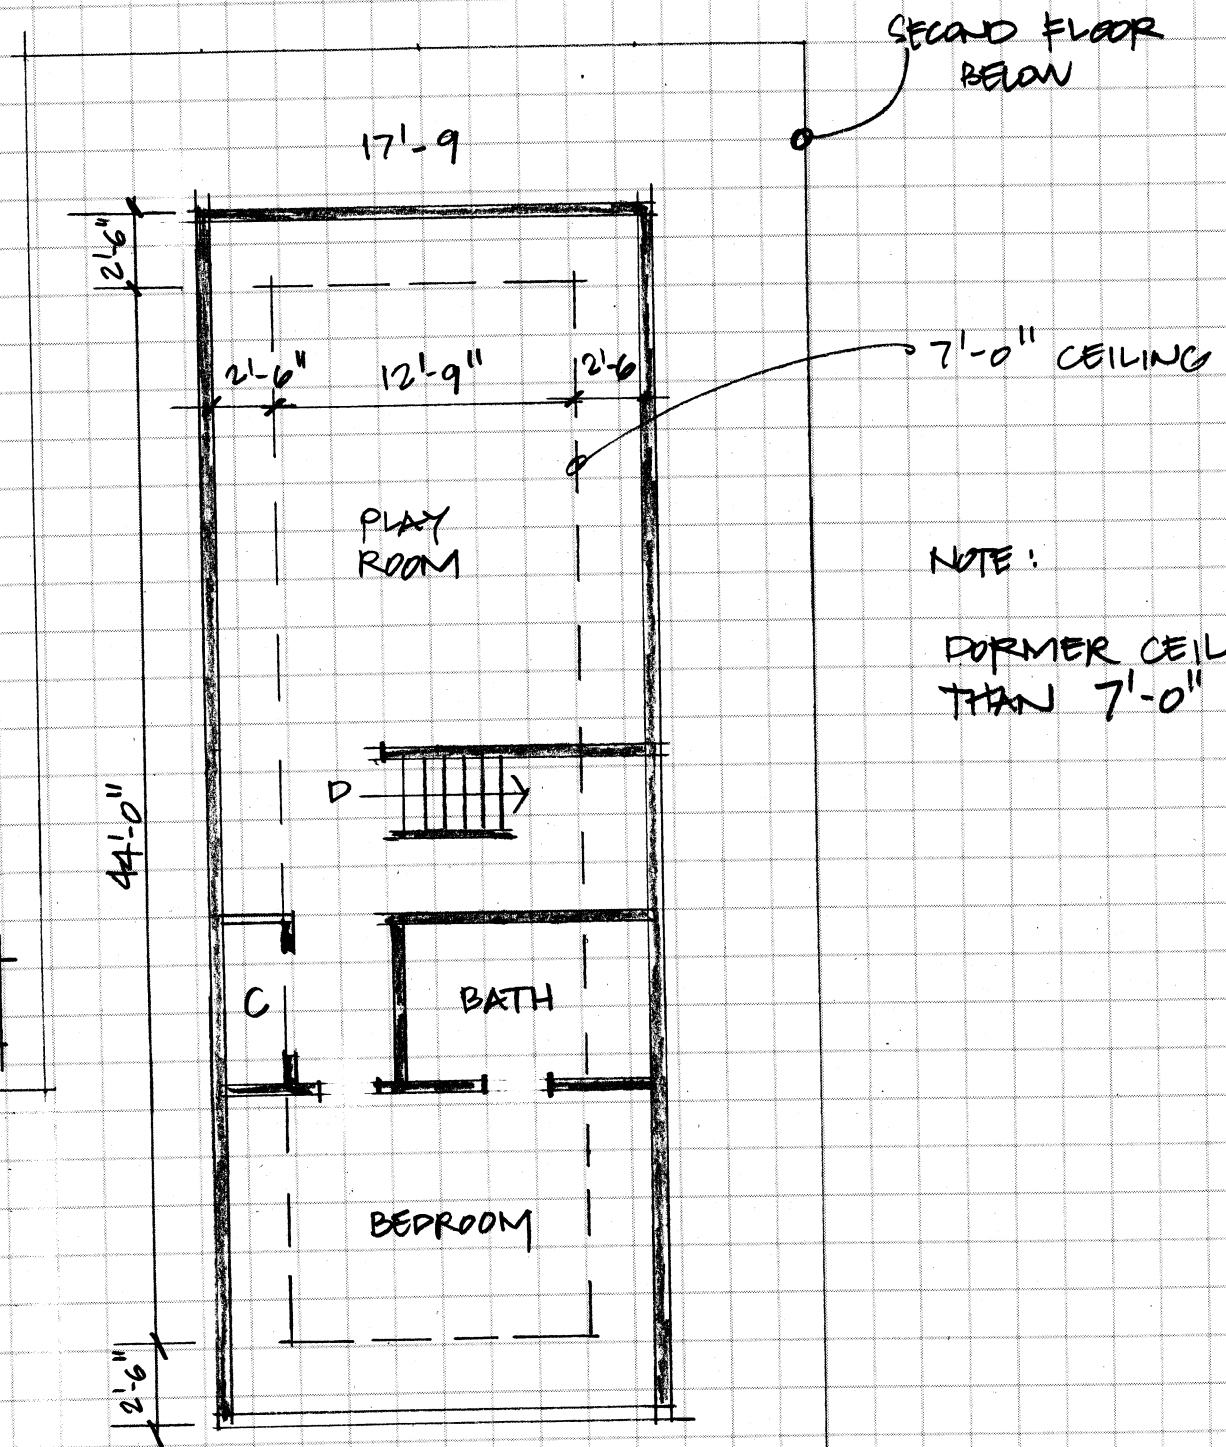 SECOND FLOOR
BELOW
17'-9
2'-6"
2'-6"
12'-9"
2'-6
7'-0" CEILING
PLAY
ROOM
NOTE:
DORMER CEIL
THAN 7'-0"
D
44'-0"
C
BATH
BEDROOM
2'-6"